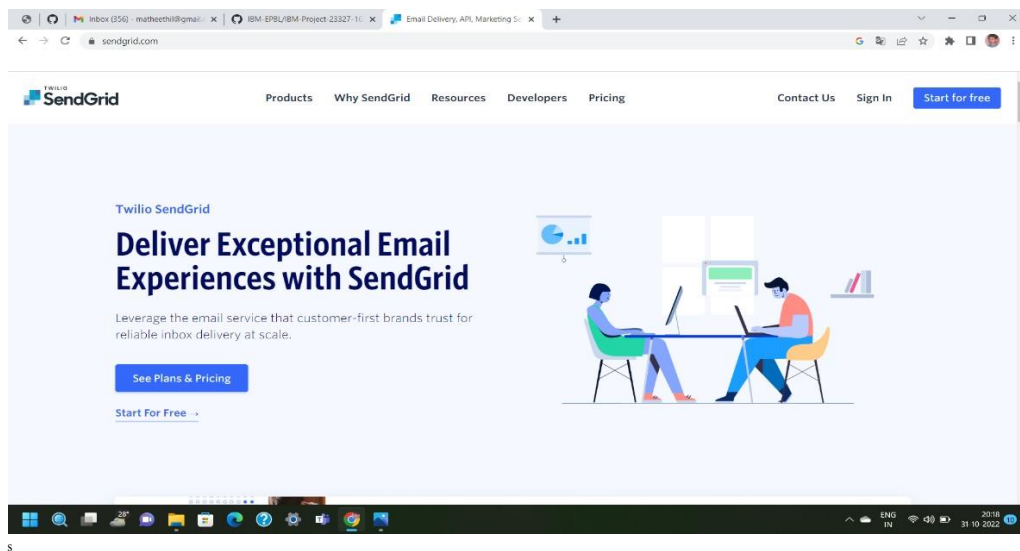 Inbox (356) - matheethill@gmail.
IBM-EPBL/IBM-Project-23327-16
Email Delivery, API, Marketing Se
sendgrid.com
TWILIO
SendGrid
Products Why SendGrid Resources Developers Pricing Contact Us Sign In Start for free
Twilio SendGrid
Deliver Exceptional Email
Experiences with SendGrid
Leverage the email service that customer-first brands trust for
reliable inbox delivery at scale.
See Plans & Pricing
Start For Free →
28°
ENG
IN
20:18
31-10-2022
10
s